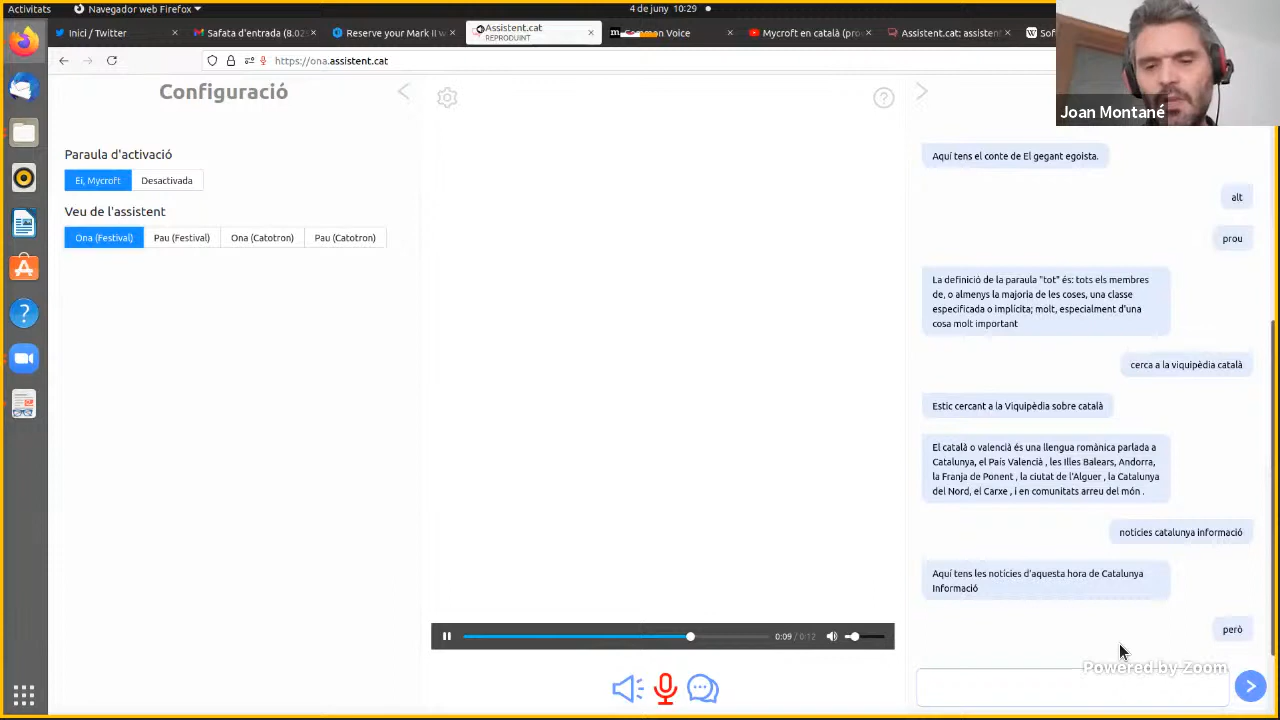 Activitats
Navegador web Firefox
4 de juny 10:29
Inici / Twitter
Safata d'entrada (8.02
Reserve your Mark II v
Assistent.cat
REPRODUINT
Common Voice
Mycroft en català (pro
Assistent.cat: assisten
Sof
https://ona.assistent.cat
Joan Montané
Configuració
Paraula d'activació
Ei, Mycroft
Desactivada
Veu de l'assistent
Ona (Festival)
Pau (Festival)
Ona (Catotron)
Pau (Catotron)
0:09 / 0:12
Aquí tens el conte de El gegant egoista.
alt
prou
La definició de la paraula "tot" és: tots els membres
de, o almenys la majoria de les coses, una classe
especificada o implícita; molt, especialment d'una
cosa molt important
cerca a la viquipèdia català
Estic cercant a la Viquipèdia sobre català
El català o valencià és una llengua romànica parlada a
Catalunya, el País Valencià , les Illes Balears, Andorra,
la Franja de Ponent , la ciutat de l'Alguer , la Catalunya
del Nord, el Carxe , i en comunitats arreu del món .
notícies catalunya informació
Aquí tens les notícies d'aquesta hora de Catalunya
Informació
però
Powered by Zoom